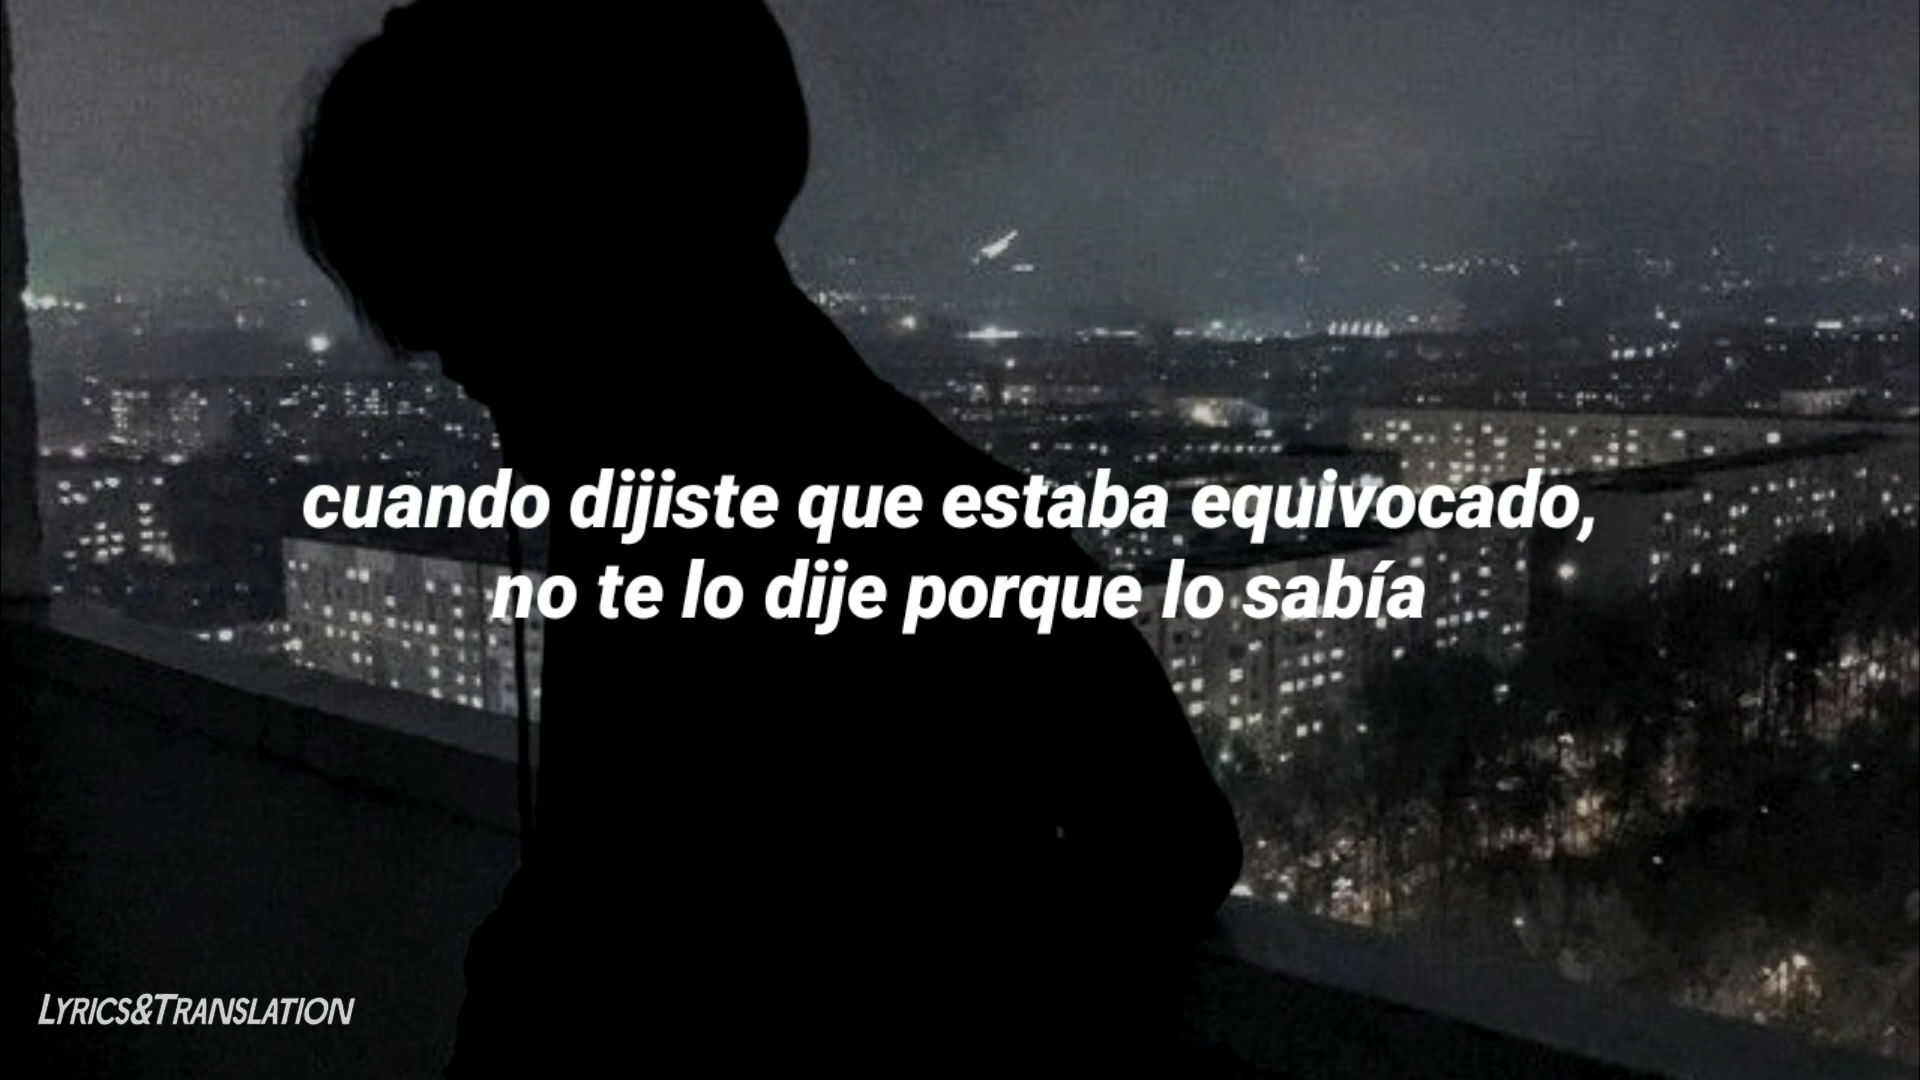 cuando dijiste que estaba equivocado,
no te lo dije porque lo sabía
LYRICS&TRANSLATION